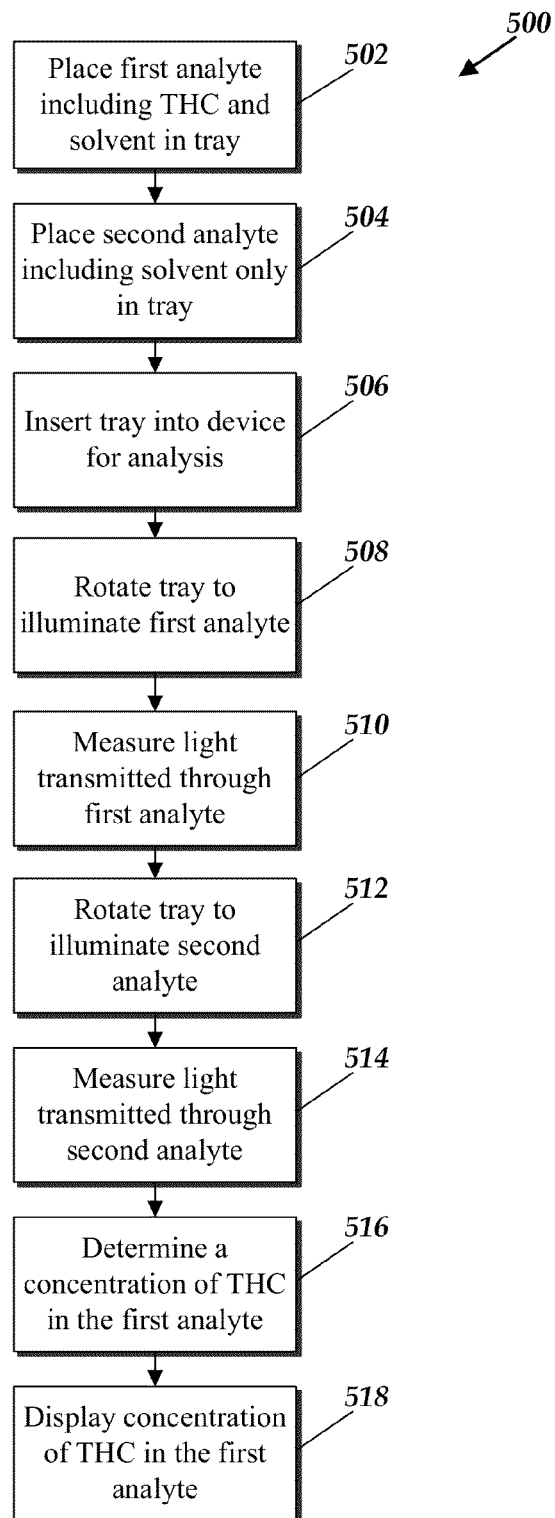 500
Place first analyte
including THC and
solvent in tray
502
Place second analyte
including solvent only
in tray
504
Insert tray into device
for analysis
506
Rotate tray to
illuminate first analyte
508
Measure light
transmitted through
first analyte
510
Rotate tray to
illuminate second
analyte
512
Measure light
transmitted through
second analyte
514
Determine a
concentration of THC
in the first analyte
516
Display concentration
of THC in the first
analyte
518